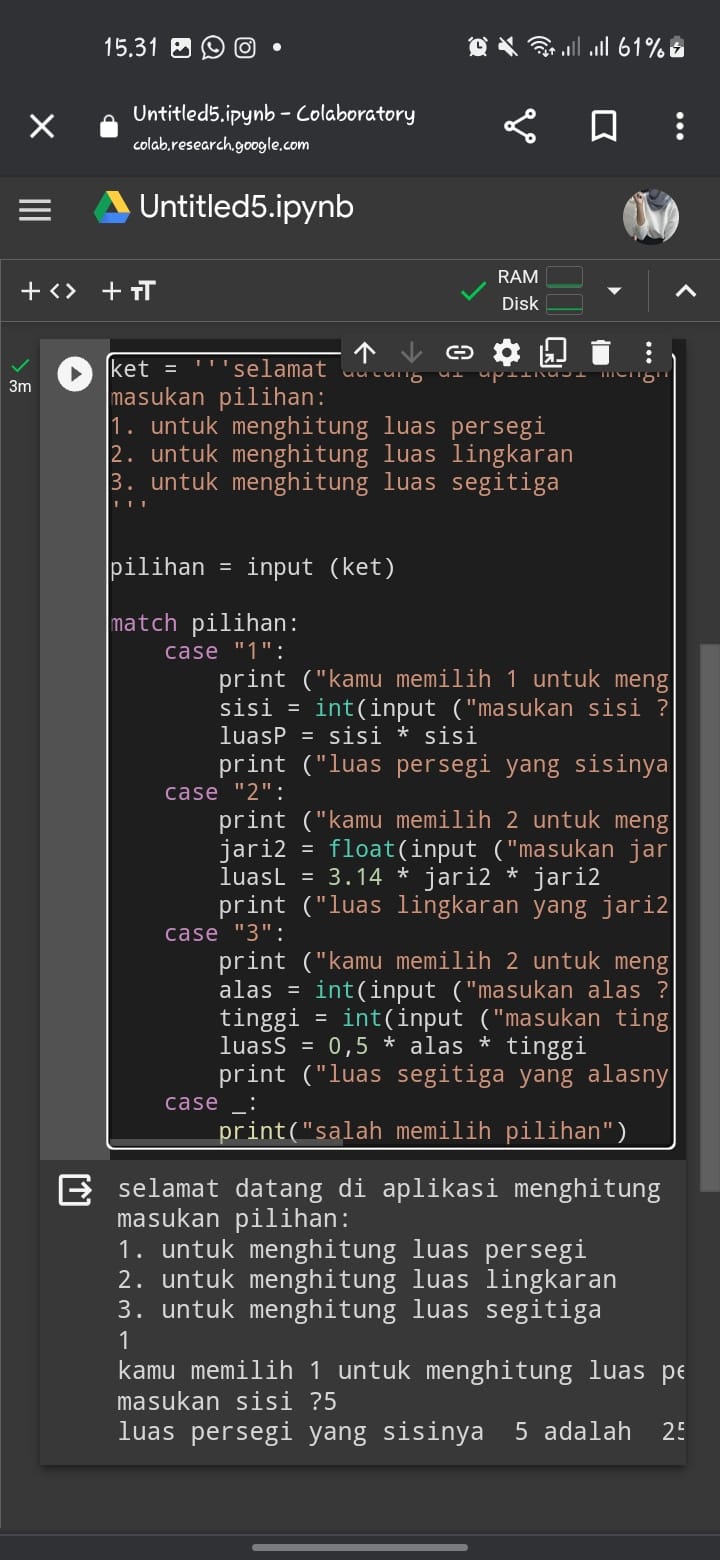 15.31
61%
Untitled5.ipynb – Colaboratory
colab.research.google.com
Untitled5.ipynb
+ <> + TT
RAM
Disk
3m
ket = '''selamat datang di aplikasi mengh
masukan pilihan:
1. untuk menghitung luas persegi
2. untuk menghitung luas lingkaran
3. untuk menghitung luas segitiga
'''
pilihan = input (ket)
match pilihan:
case "1":
print ("kamu memilih 1 untuk meng
sisi = int(input ("masukan sisi ?
luasP = sisi * sisi
print ("luas persegi yang sisinya
case "2":
print ("kamu memilih 2 untuk meng
jari2 = float(input ("masukan jar
luasL = 3.14 * jari2 * jari2
print ("luas lingkaran yang jari2
case "3":
print ("kamu memilih 2 untuk meng
alas = int(input ("masukan alas ?
tinggi = int(input ("masukan ting
luasS = 0,5 * alas * tinggi
print ("luas segitiga yang alasny
case _:
print("salah memilih pilihan")
selamat datang di aplikasi menghitung
masukan pilihan:
1. untuk menghitung luas persegi
2. untuk menghitung luas lingkaran
3. untuk menghitung luas segitiga
1
kamu memilih 1 untuk menghitung luas pe
masukan sisi ?5
luas persegi yang sisinya  5 adalah  25